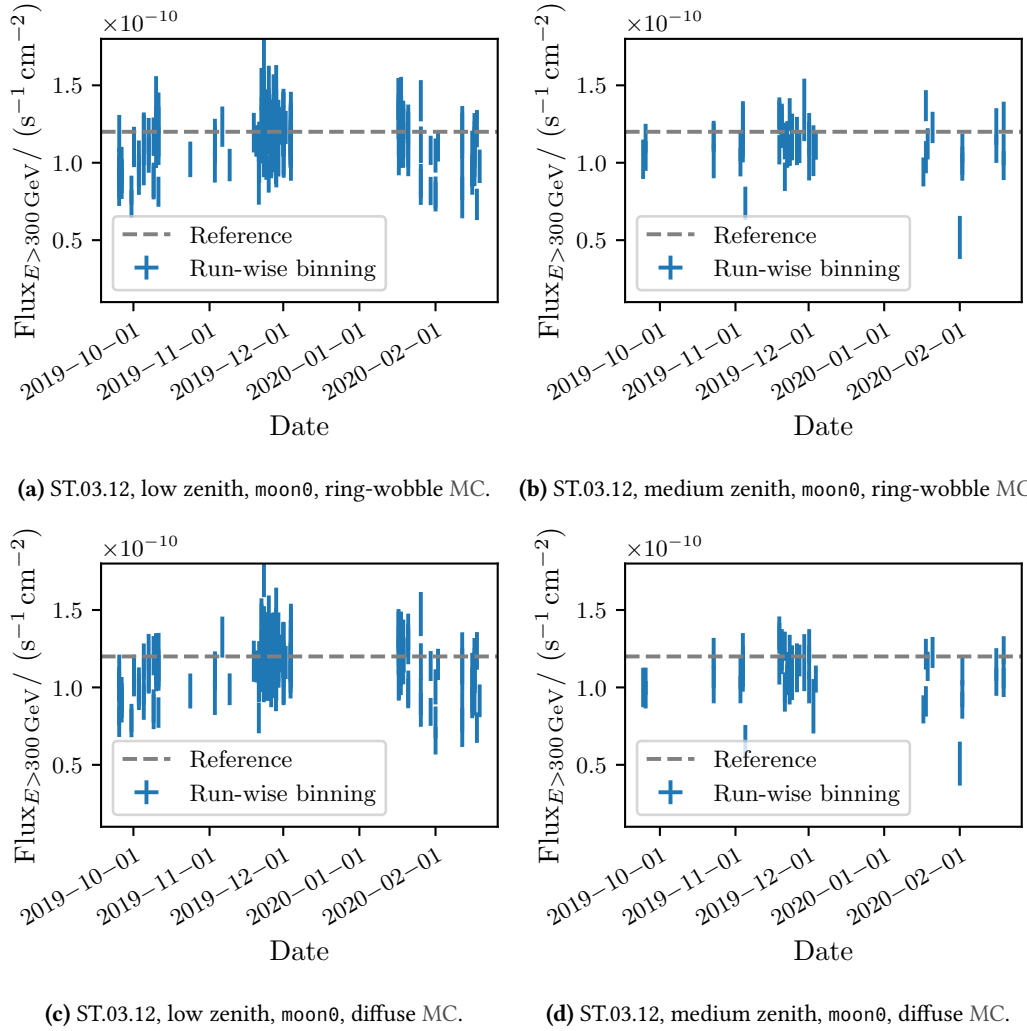 ×10−10
×10−10
1.5
1.0
0.5
Flux_{E>300 GeV} / (s−1 cm−2)
Reference
Run-wise binning
2019−10−01
2019−11−01
2019−12−01
2020−01−01
2020−02−01
Date
1.5
1.0
0.5
Flux_{E>300 GeV} / (s−1 cm−2)
Reference
Run-wise binning
2019−10−01
2019−11−01
2019−12−01
2020−01−01
2020−02−01
Date
(a) ST.03.12, low zenith, moon0, ring-wobble MC.
(b) ST.03.12, medium zenith, moon0, ring-wobble MC
×10−10
×10−10
1.5
1.0
0.5
Flux_{E>300 GeV} / (s−1 cm−2)
Reference
Run-wise binning
2019−10−01
2019−11−01
2019−12−01
2020−01−01
2020−02−01
Date
1.5
1.0
0.5
Flux_{E>300 GeV} / (s−1 cm−2)
Reference
Run-wise binning
2019−10−01
2019−11−01
2019−12−01
2020−01−01
2020−02−01
Date
(c) ST.03.12, low zenith, moon0, diffuse MC.
(d) ST.03.12, medium zenith, moon0, diffuse MC.